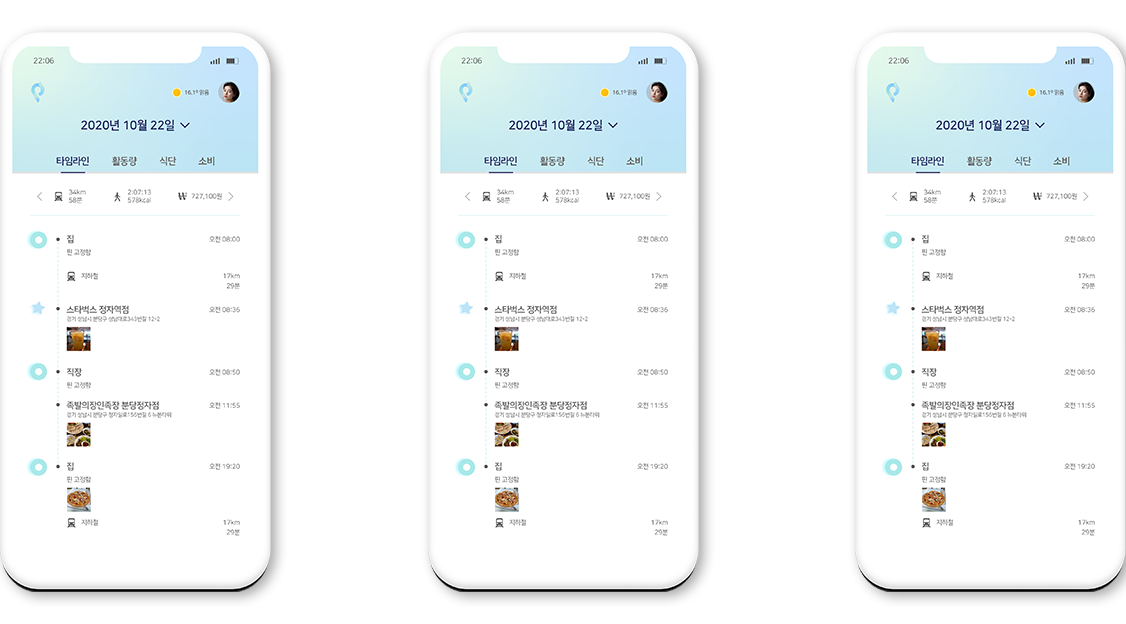 22:06
16.1º맑음
2020년 10월 22일
타임라인 활동량 식단 소비
34km 2:07:13 ₩ 727,100원
58분 578kcal
집 오전 08:00
핀 고정함
지하철 17km
29분
스타벅스 정자역점 오전 08:36
경기 성남시 분당구 성남대로343번길 12-2
직장 오전 08:50
핀 고정함
족발의장인족장 분당정자점 오전 11:55
경기 성남시 분당구 정자일로156번길 6 뉴본타워
집 오전 19:20
핀 고정함
지하철 17km
29분
22:06
16.1º맑음
2020년 10월 22일
타임라인 활동량 식단 소비
34km 2:07:13 ₩ 727,100원
58분 578kcal
집 오전 08:00
핀 고정함
지하철 17km
29분
스타벅스 정자역점 오전 08:36
경기 성남시 분당구 성남대로343번길 12-2
직장 오전 08:50
핀 고정함
족발의장인족장 분당정자점 오전 11:55
경기 성남시 분당구 정자일로156번길 6 뉴본타워
집 오전 19:20
핀 고정함
지하철 17km
29분
22:06
16.1º맑음
2020년 10월 22일
타임라인 활동량 식단 소비
34km 2:07:13 ₩ 727,100원
58분 578kcal
집 오전 08:00
핀 고정함
지하철 17km
29분
스타벅스 정자역점 오전 08:36
경기 성남시 분당구 성남대로343번길 12-2
직장 오전 08:50
핀 고정함
족발의장인족장 분당정자점 오전 11:55
경기 성남시 분당구 정자일로156번길 6 뉴본타워
집 오전 19:20
핀 고정함
지하철 17km
29분